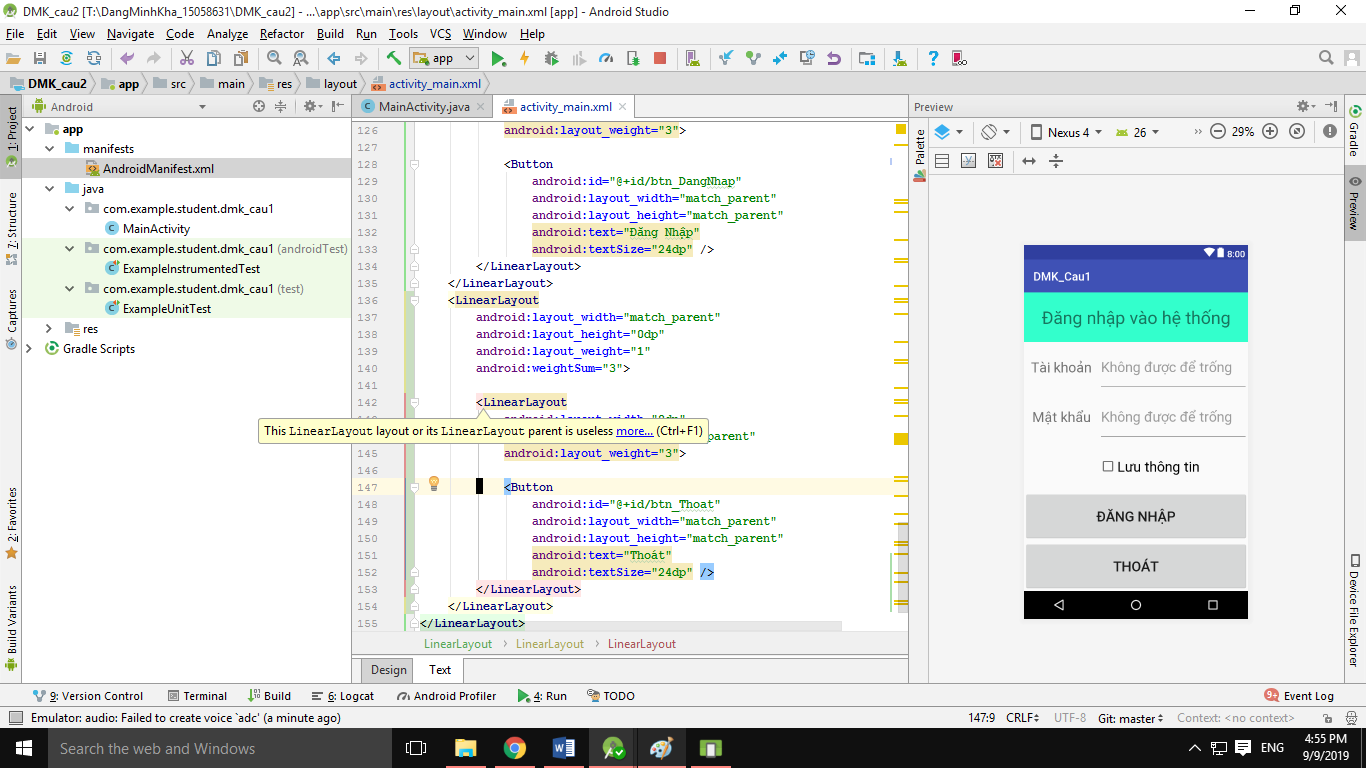 DMK_cau2 [T:\DangMinhKha_15058631\DMK_cau2] - ...\app\src\main\res\layout\activity_main.xml [app] - Android Studio
File Edit View Navigate Code Analyze Refactor Build Run Tools VCS Window Help
app
DMK_cau2 app src main res layout activity_main.xml
Android
MainActivity.java activity_main.xml
Preview
1: Project
7: Structure
Captures
2: Favorites
Build Variants
app
manifests
AndroidManifest.xml
java
com.example.student.dmk_cau1
MainActivity
com.example.student.dmk_cau1 (androidTest)
ExampleInstrumentedTest
com.example.student.dmk_cau1 (test)
ExampleUnitTest
res
Gradle Scripts
126 android:layout_weight="3">
127
128 <Button
129 android:id="@+id/btn_DangNhap"
130 android:layout_width="match_parent"
131 android:layout_height="match_parent"
132 android:text="Đăng Nhập"
133 android:textSize="24dp" />
134 </LinearLayout>
135 </LinearLayout>
136 <LinearLayout
137 android:layout_width="match_parent"
138 android:layout_height="0dp"
139 android:layout_weight="1"
140 android:weightSum="3">
141
142 <LinearLayout
This LinearLayout layout or its LinearLayout parent is useless more... (Ctrl+F1)
parent"
145 android:layout_weight="3">
146
147 <Button
148 android:id="@+id/btn_Thoat"
149 android:layout_width="match_parent"
150 android:layout_height="match_parent"
151 android:text="Thoát"
152 android:textSize="24dp" />
153 </LinearLayout>
154 </LinearLayout>
155 </LinearLayout>
LinearLayout LinearLayout LinearLayout
Design Text
Palette
Nexus 4 26 29%
8:00
DMK_Cau1
Đăng nhập vào hệ thống
Tài khoản Không được để trống
Mật khẩu Không được để trống
Lưu thông tin
ĐĂNG NHẬP
THOÁT
Gradle
Preview
Device File Explorer
9: Version Control Terminal Build 6: Logcat Android Profiler 4: Run TODO 9+ Event Log
Emulator: audio: Failed to create voice `adc' (a minute ago) 147:9 CRLF UTF-8 Git: master Context: <no context>
Search the web and Windows
ENG
4:55 PM
9/9/2019